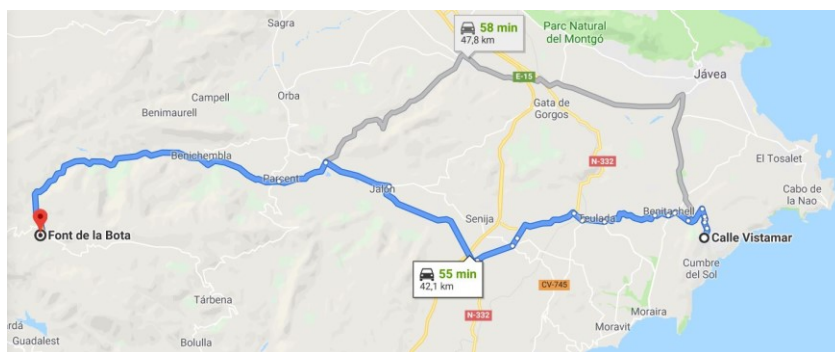 Sagra
58 min
47,8 km
Parc Natural
del Montgó
E-15
Jávea
Campell
Orba
Gata de
Gorgos
Benimaurell
Benichembla
N-332
El Tosalet
Parcent
Jalón
Cabo de
la Nao
Senija
Teulada
Benitachell
Font de la Bota
Calle Vistamar
55 min
42,1 km
Cumbre
del Sol
CV-745
Tàrbena
Moraira
N-332
Moravit
Guadalest
Bolulla